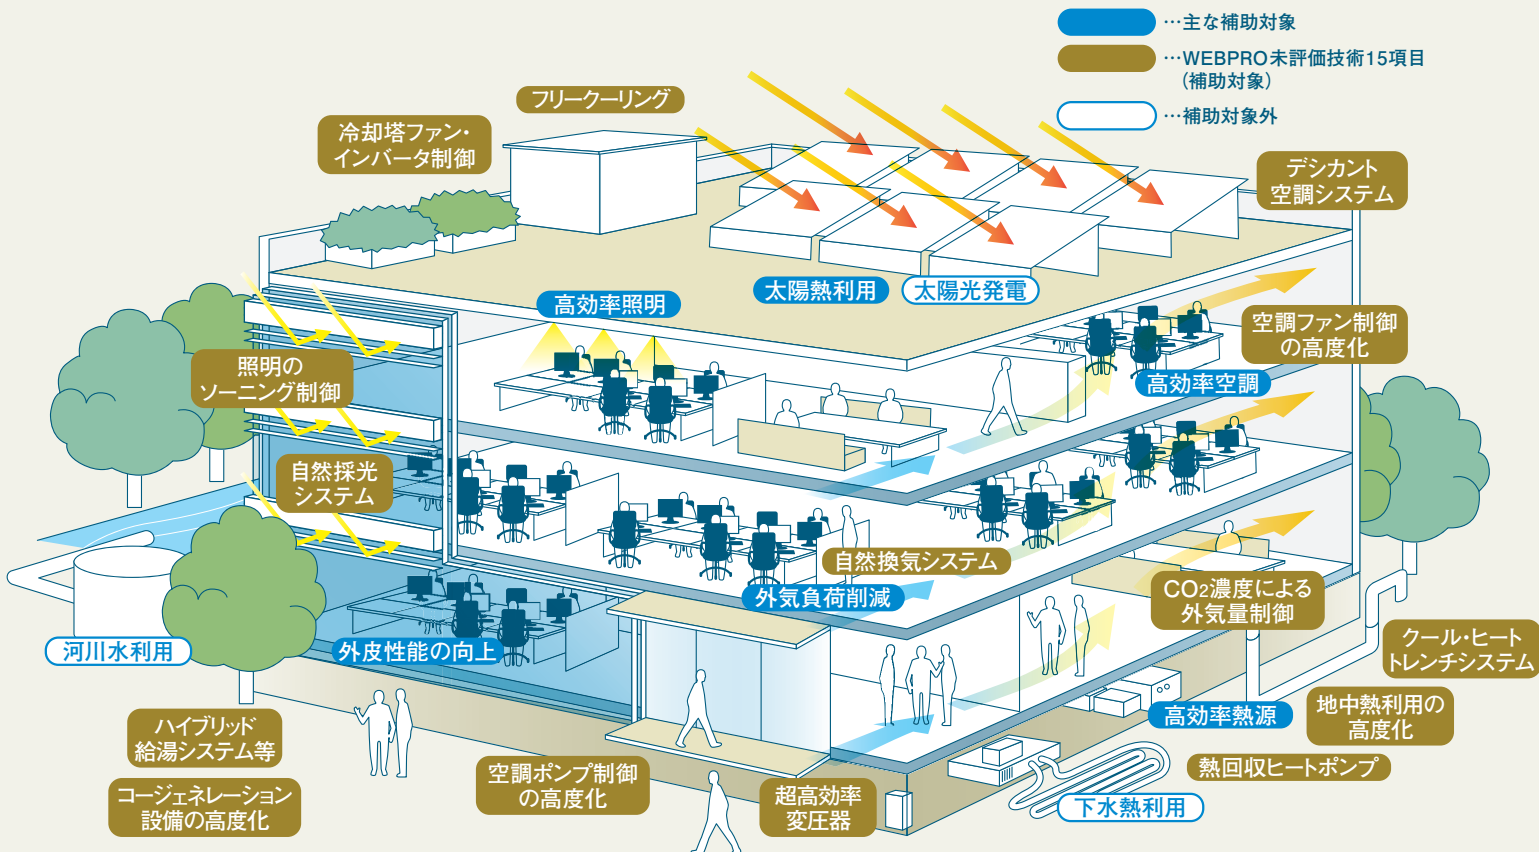 …主な補助対象
…WEBPRO未評価技術15項目
(補助対象)
…補助対象外
フリークーリング
冷却塔ファン・
インバータ制御
デシカント
空調システム
太陽熱利用
太陽光発電
高効率照明
空調ファン制御
の高度化
照明の
ゾーニング制御
高効率空調
自然採光
システム
自然換気システム
外気負荷削減
CO2濃度による
外気量制御
河川水利用
外皮性能の向上
クール・ヒート
トレンチシステム
高効率熱源
地中熱利用の
高度化
ハイブリッド
給湯システム等
熱回収ヒートポンプ
空調ポンプ制御
の高度化
コージェネレーション
設備の高度化
超高効率
変圧器
下水熱利用